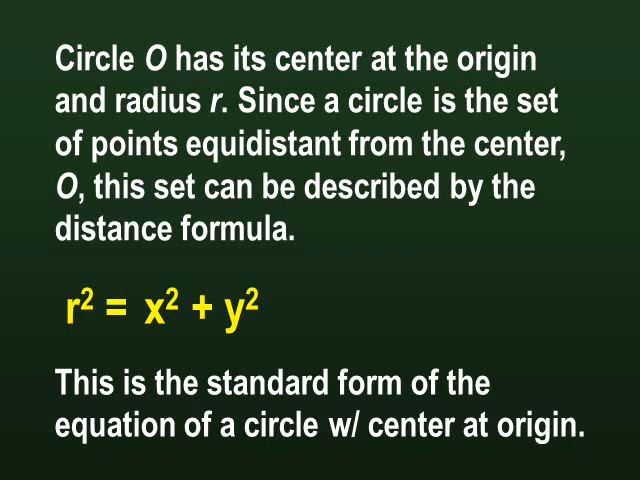 Circle O has its center at the origin
and radius r. Since a circle is the set
of points equidistant from the center,
O, this set can be described by the
distance formula.
r² = x² + y²
This is the standard form of the
equation of a circle w/ center at origin.